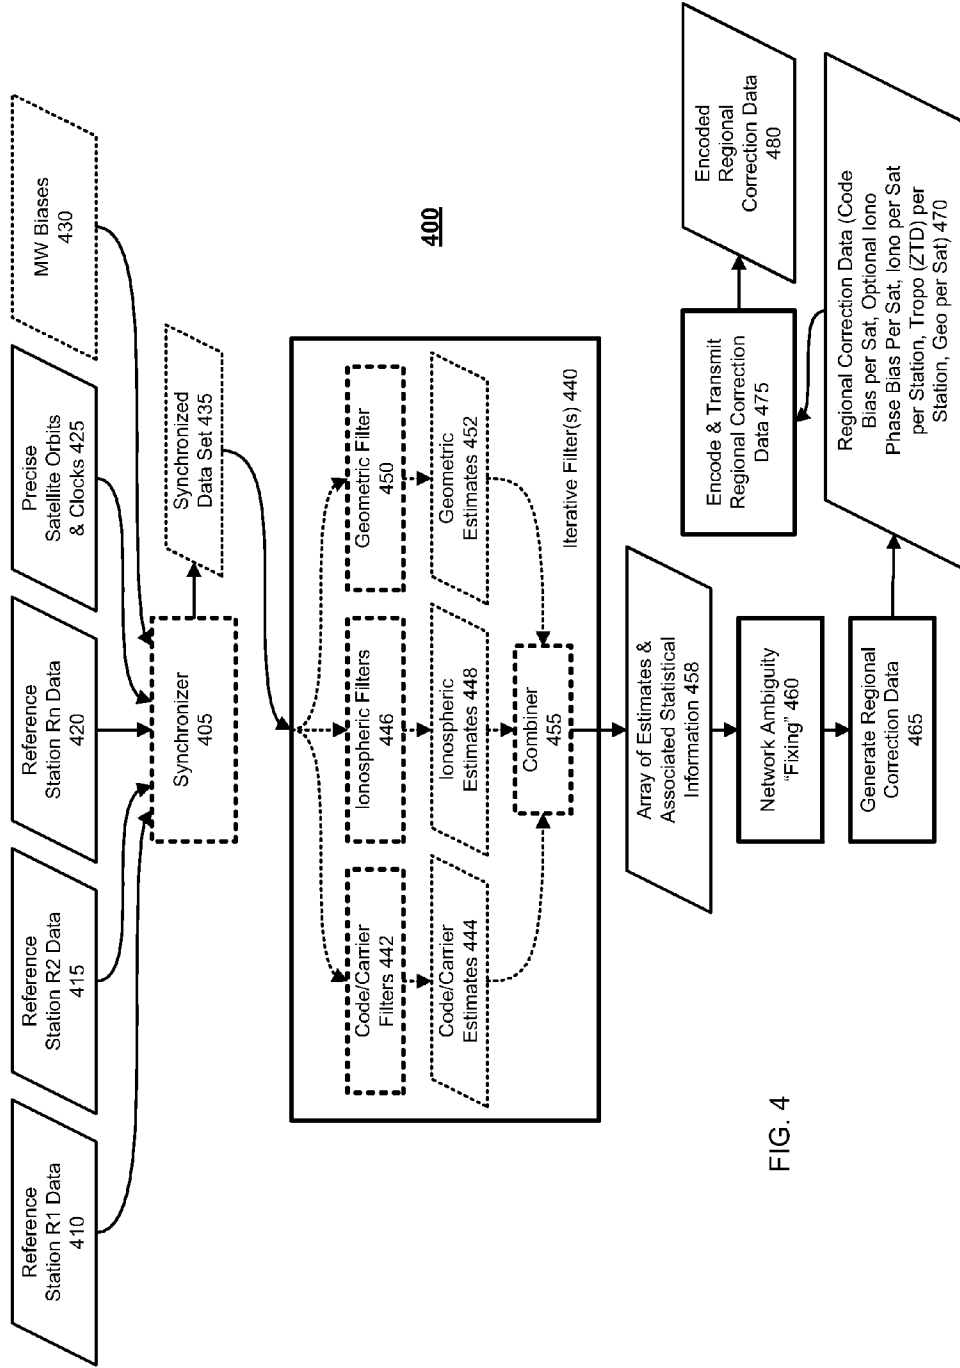 Reference
Station R1 Data
410
Reference
Station R2 Data
415
Reference
Station Rn Data
420
Precise
Satellite Orbits
& Clocks 425
MW Biases
430
Synchronizer
405
Synchronized
Data Set 435
400
Code/Carrier
Filters 442
Ionospheric Filters
446
Geometric Filter
450
Code/Carrier
Estimates 444
Ionospheric
Estimates 448
Geometric
Estimates 452
Combiner
455
Iterative Filter(s) 440
Array of Estimates &
Associated Statistical
Information 458
Network Ambiguity
“Fixing” 460
Generate Regional
Correction Data
465
Regional Correction Data (Code
Bias per Sat, Optional Iono
Phase Bias Per Sat, Iono per Sat
per Station, Tropo (ZTD) per
Station, Geo per Sat) 470
Encode & Transmit
Regional Correction
Data 475
Encoded
Regional
Correction Data
480
FIG. 4